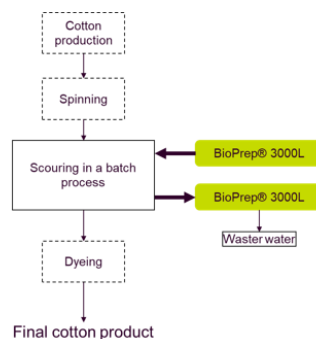 Cotton
production
Spinning
Scouring in a batch
process
BioPrep® 3000L
BioPrep® 3000L
Waster water
Dyeing
Final cotton product